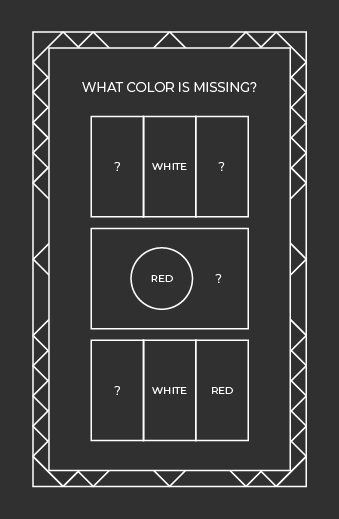 WHAT COLOR IS MISSING?
? WHITE ?
RED ?
? WHITE RED